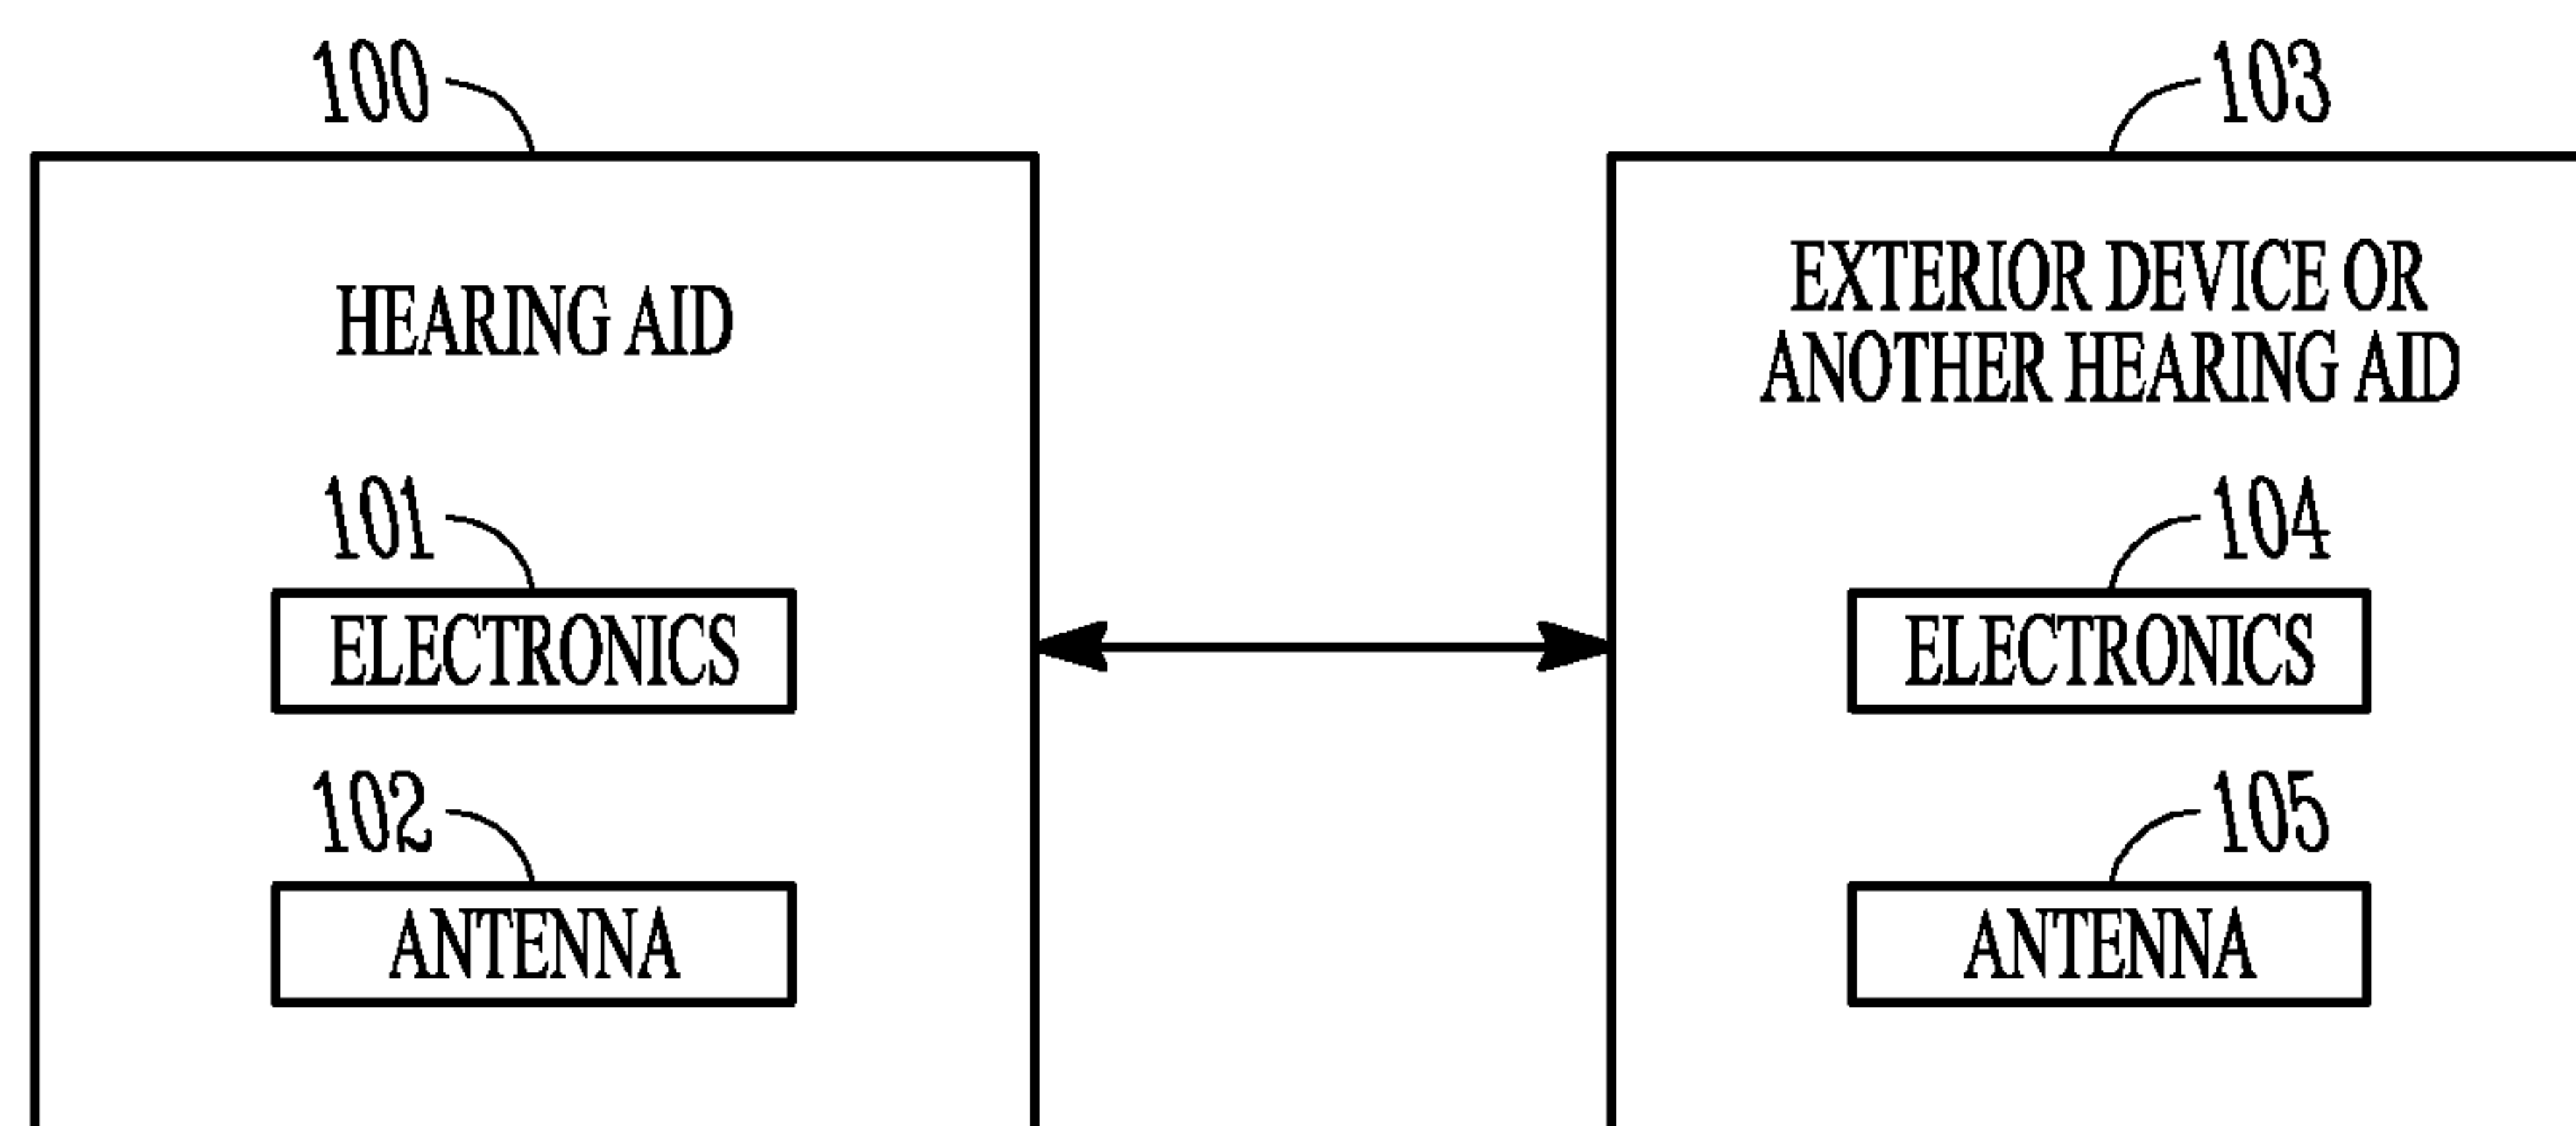 100
HEARING AID
101
ELECTRONICS
102
ANTENNA
103
EXTERIOR DEVICE OR
ANOTHER HEARING AID
104
ELECTRONICS
105
ANTENNA